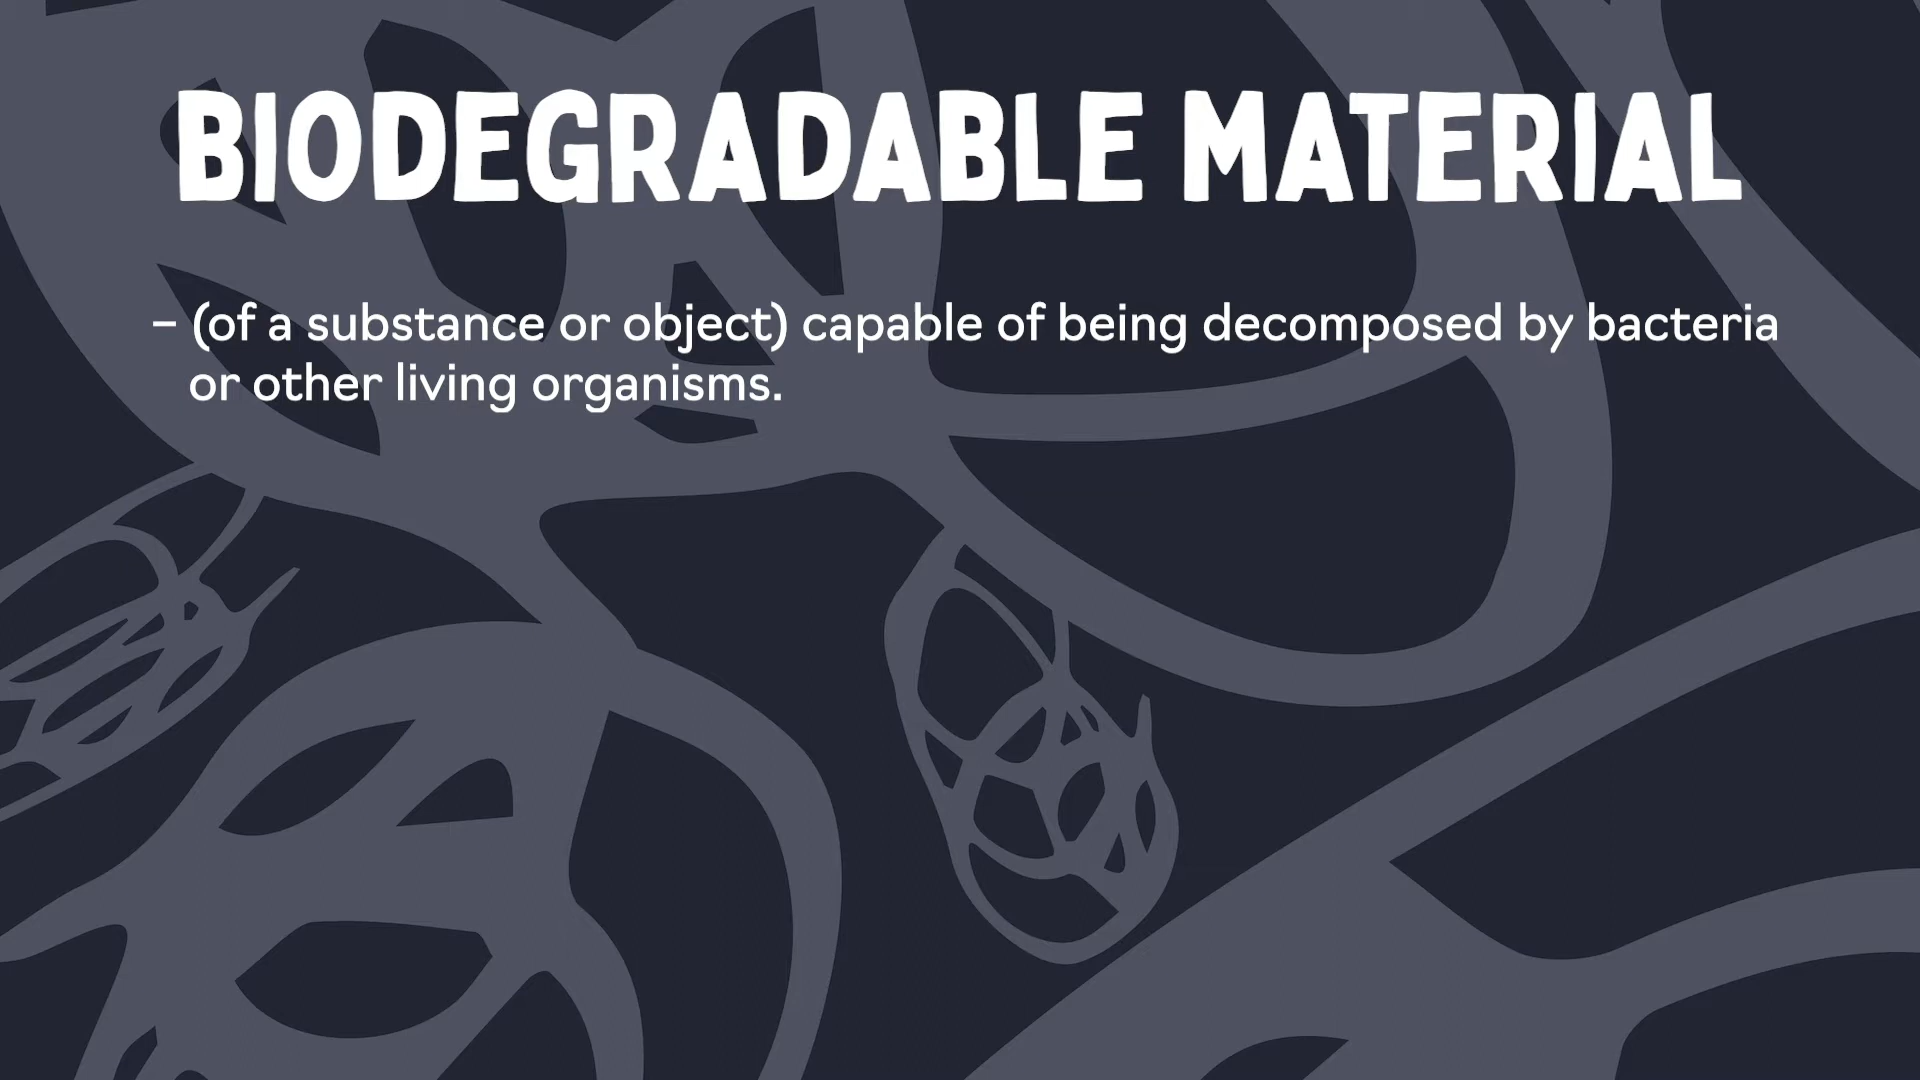 BIODEGRADABLE MATERIAL
– (of a substance or object) capable of being decomposed by bacteria
or other living organisms.